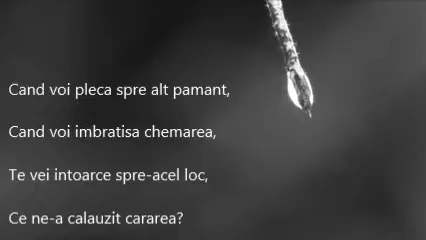 Cand voi pleca spre alt pamant,
Cand voi imbratisa chemarea,
Te vei intoarce spre-acel loc,
Ce ne-a calauzit cararea?